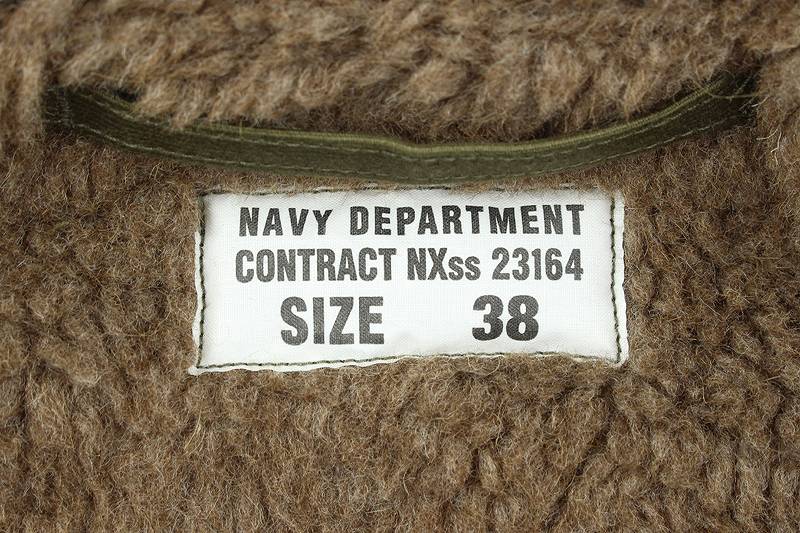 NAVY DEPARTMENT
CONTRACT NXss 23164
SIZE 38